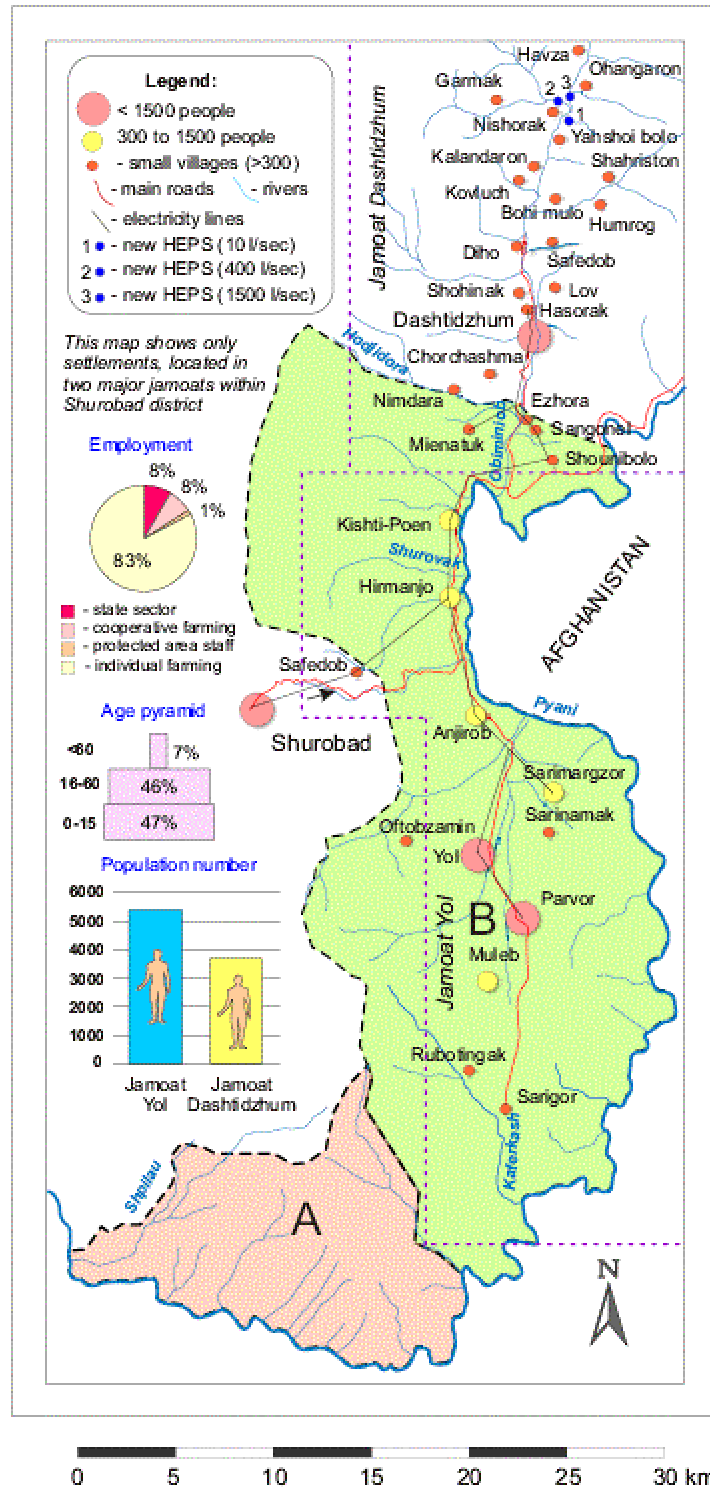 Legend:
< 1500 people
300 to 1500 people
- small villages (>300)
- main roads
- rivers
- electricity lines
1 - new HEPS (10 l/sec)
2 - new HEPS (400 l/sec)
3 - new HEPS (1500 l/sec)
This map shows only
settlements, located in
two major jamoats within
Shurobad district
Employment
8%
8%
1%
83%
- state sector
- cooperative farming
- protected area staff
- individual farming
Age pyramid
<60
7%
16-60
46%
0-15
47%
Population number
6000
5000
4000
3000
2000
1000
0
Jamoat
Yol
Jamoat
Dashtidzhum
Jamoat Dashtidzhum
Havza
Ohangaron
Garmak
2
3
1
Nishorak
Yahshoi bolo
Kalandaron
Shahriston
Kovluch
Bohi mulo
Humrog
Diho
Safedob
Shohinak
Lov
Hasorak
Dashtidzhum
Chorchashma
Hodjidara
Nimdara
Ezhora
Mienatuk
Obiminiob
Shounibolo
Kishti-Poen
Shurovak
Hirmanjo
AFGHANISTAN
Safedob
Shurobad
Pyanj
Anjirob
Sarimargzor
Sarinamak
Oftobzamin
Yol
Parvor
B
Jamoat Yol
Muleb
Rubotingak
Sarigor
Kaferkash
Shpilau
A
N
0 5 10 15 20 25 30 km